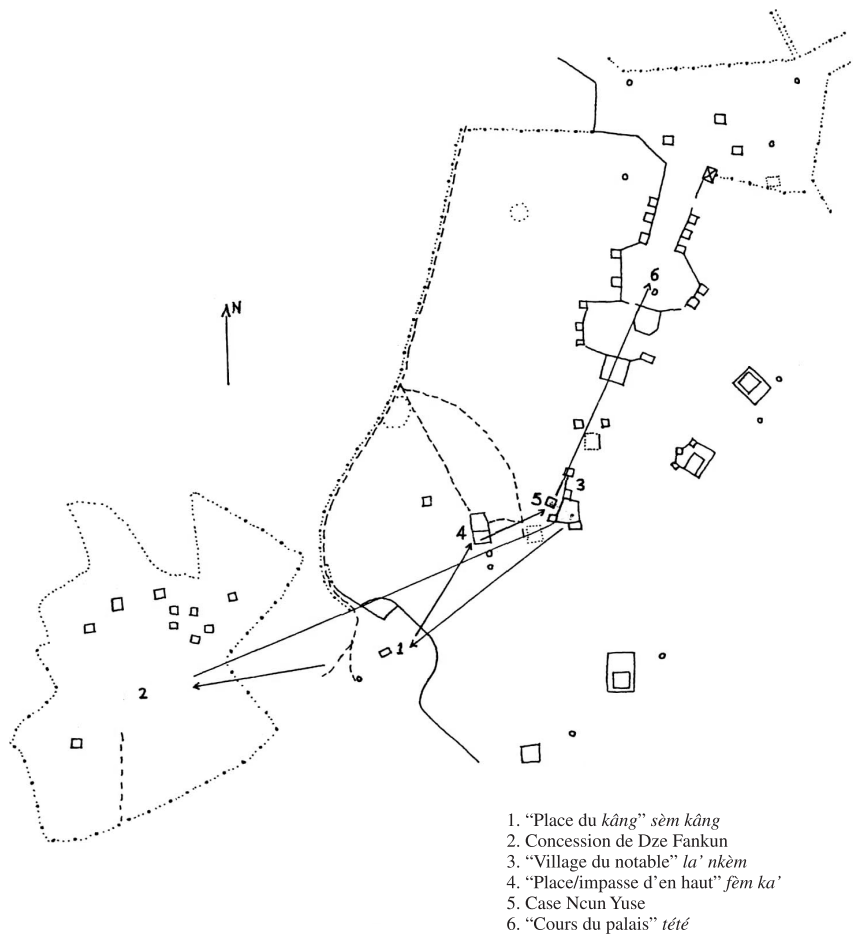 N
6
3
5
4
1
2
1. “Place du kâng” sèm kâng
2. Concession de Dze Fankun
3. “Village du notable” la’ nkèm
4. “Place/impasse d’en haut” fèm ka’
5. Case Ncun Yuse
6. “Cours du palais” tété